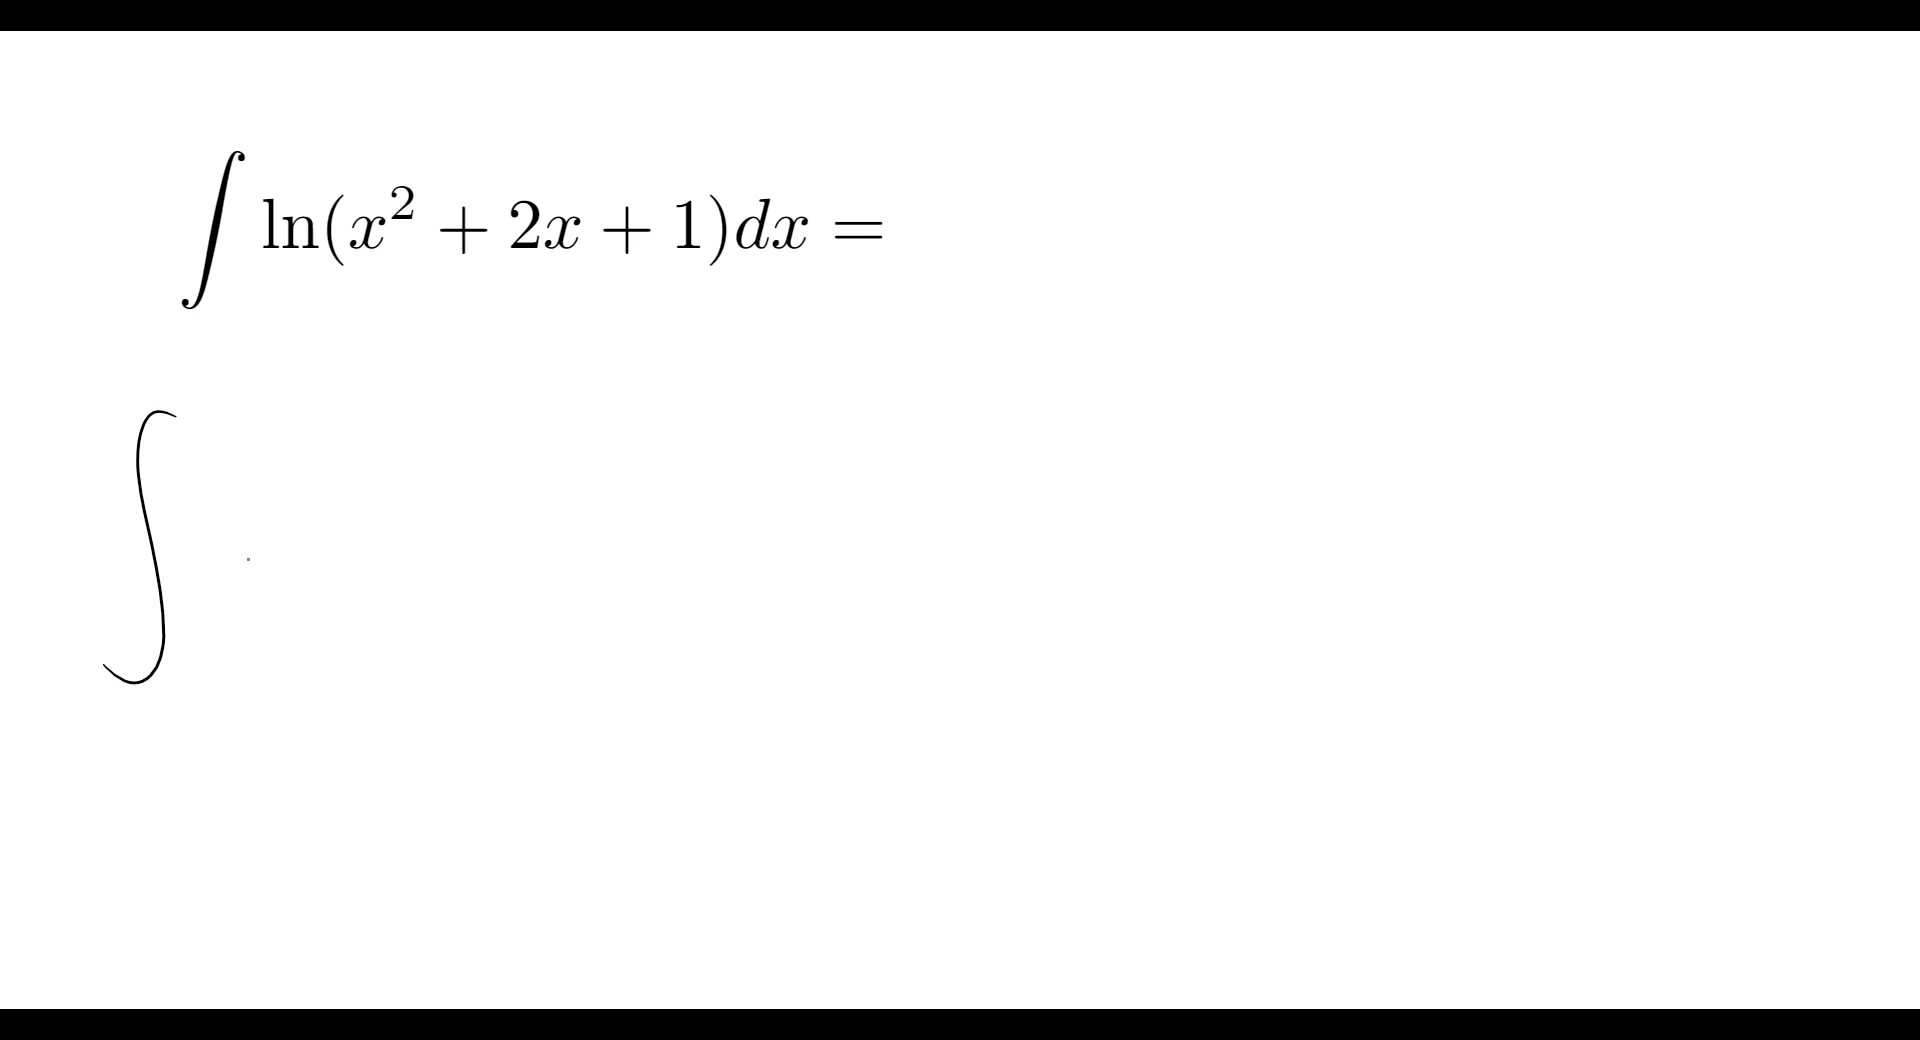 ∫ ln(x² + 2x + 1)dx =
∫